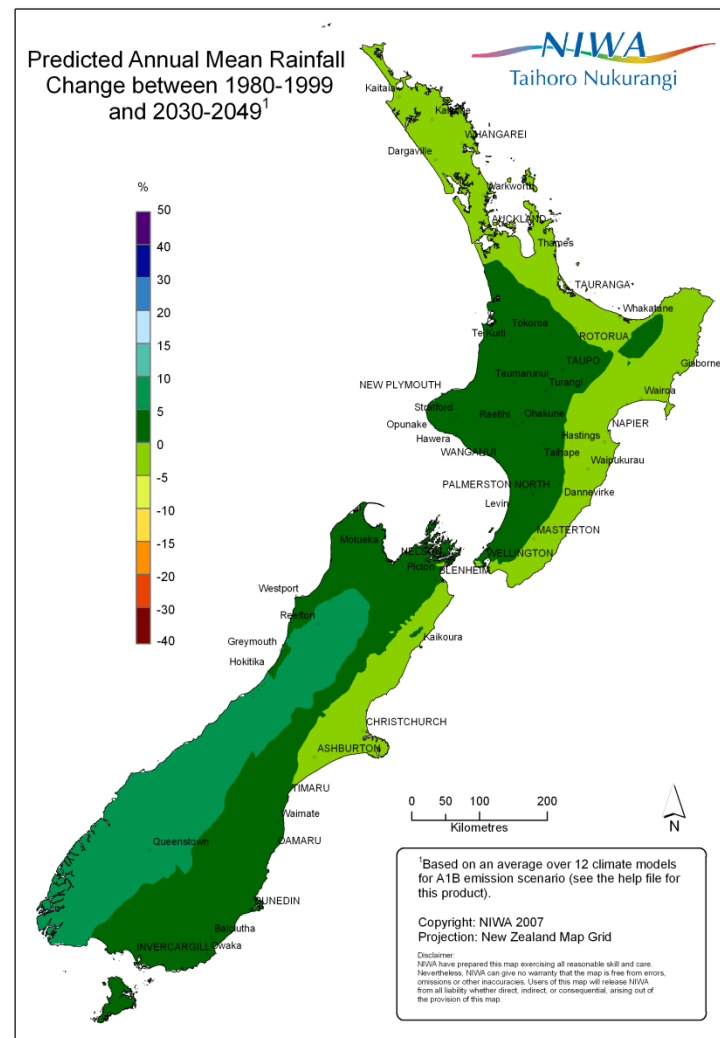 Predicted Annual Mean Rainfall
Change between 1980-1999
and 2030-2049¹
NIWA
Taihoro Nukurangi
Kaitaia
WHANGAREI
Dargaville
Warkworth
AUCKLAND
Thames
TAURANGA
Whakatane
Tokoroa
Te Kuiti
ROTORUA
TAUPO
Gisborne
Taumarunui
Turangi
NEW PLYMOUTH
Wairoa
Stratford
Raetihi
Ohakune
Opunake
NAPIER
Hawera
Hastings
WANGANUI
Taihape
Waipukurau
PALMERSTON NORTH
Dannevirke
Levin
MASTERTON
Motueka
NELSON
WELLINGTON
Picton
BLENHEIM
Westport
Reefton
Greymouth
Kaikoura
Hokitika
CHRISTCHURCH
ASHBURTON
TIMARU
Waimate
OAMARU
Queenstown
DUNEDIN
Balclutha
INVERCARGILL
Owaka
%
50
40
30
20
15
10
5
0
-5
-10
-15
-20
-30
-40
0 50 100 200
Kilometres
N
¹Based on an average over 12 climate models
for A1B emission scenario (see the help file for
this product).
Copyright: NIWA 2007
Projection: New Zealand Map Grid
Disclaimer:
NIWA have prepared this map exercising all reasonable skill and care.
Nevertheless, NIWA can give no warranty that the map is free from errors,
omissions or other inaccuracies. Users of this map will release NIWA
from all liability whether direct, indirect, or consequential, arising out of
the provision of this map.